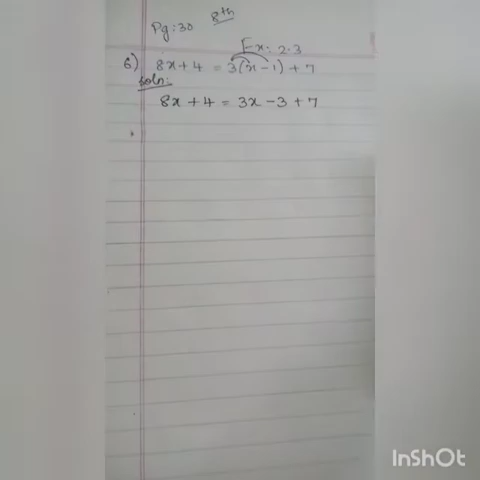 Pg:30 8th
Ex: 2.3
6) 8x+4 = 3(x-1)+7
Soln:
8x+4 = 3x-3+7
InShOt